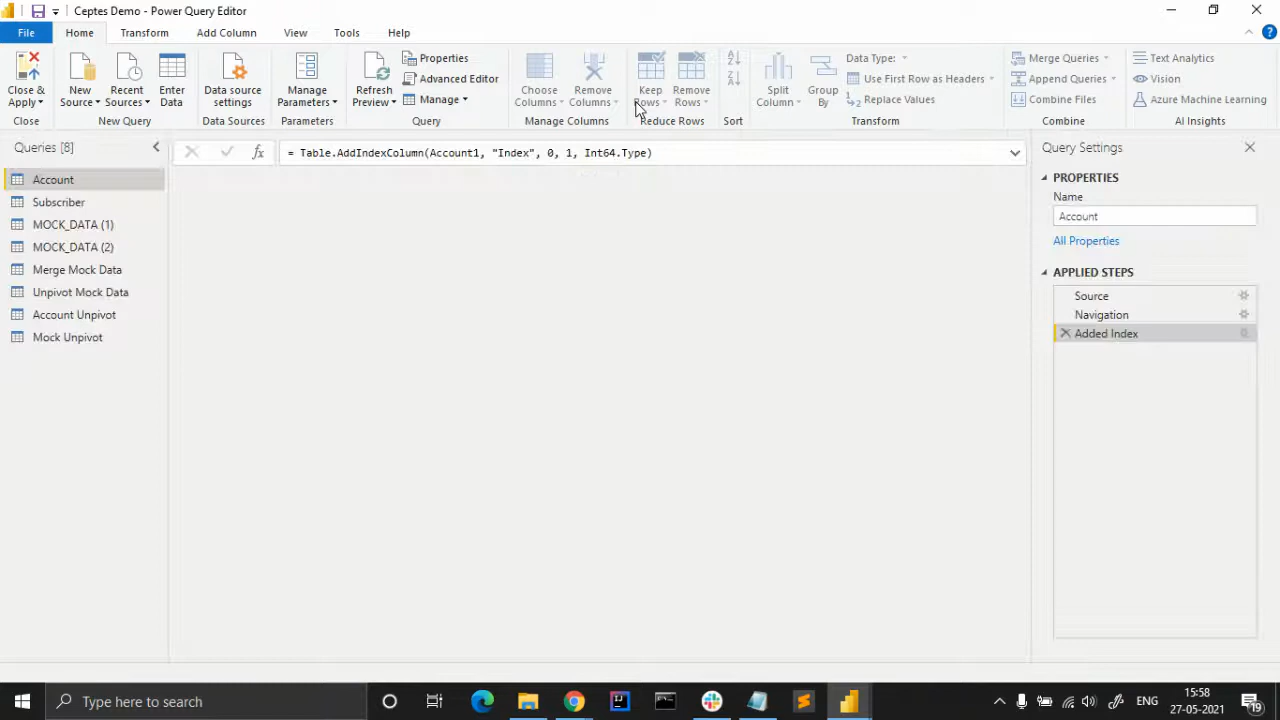 Ceptes Demo - Power Query Editor
File Home Transform Add Column View Tools Help
Close & Apply
Close
New Source
Recent Sources
Enter Data
New Query
Data source settings
Data Sources
Manage Parameters
Parameters
Refresh Preview
Properties
Advanced Editor
Manage
Query
Choose Columns
Remove Columns
Manage Columns
Keep Rows
Remove Rows
Reduce Rows
Sort
Split Column
Group By
Data Type:
Use First Row as Headers
Replace Values
Transform
Merge Queries
Append Queries
Combine Files
Combine
Text Analytics
Vision
Azure Machine Learning
AI Insights
Queries [8]
Account
Subscriber
MOCK_DATA (1)
MOCK_DATA (2)
Merge Mock Data
Unpivot Mock Data
Account Unpivot
Mock Unpivot
fx
= Table.AddIndexColumn(Account1, "Index", 0, 1, Int64.Type)
Query Settings
PROPERTIES
Name
Account
All Properties
APPLIED STEPS
Source
Navigation
Added Index
Type here to search
ENG
15:58
27-05-2021
19